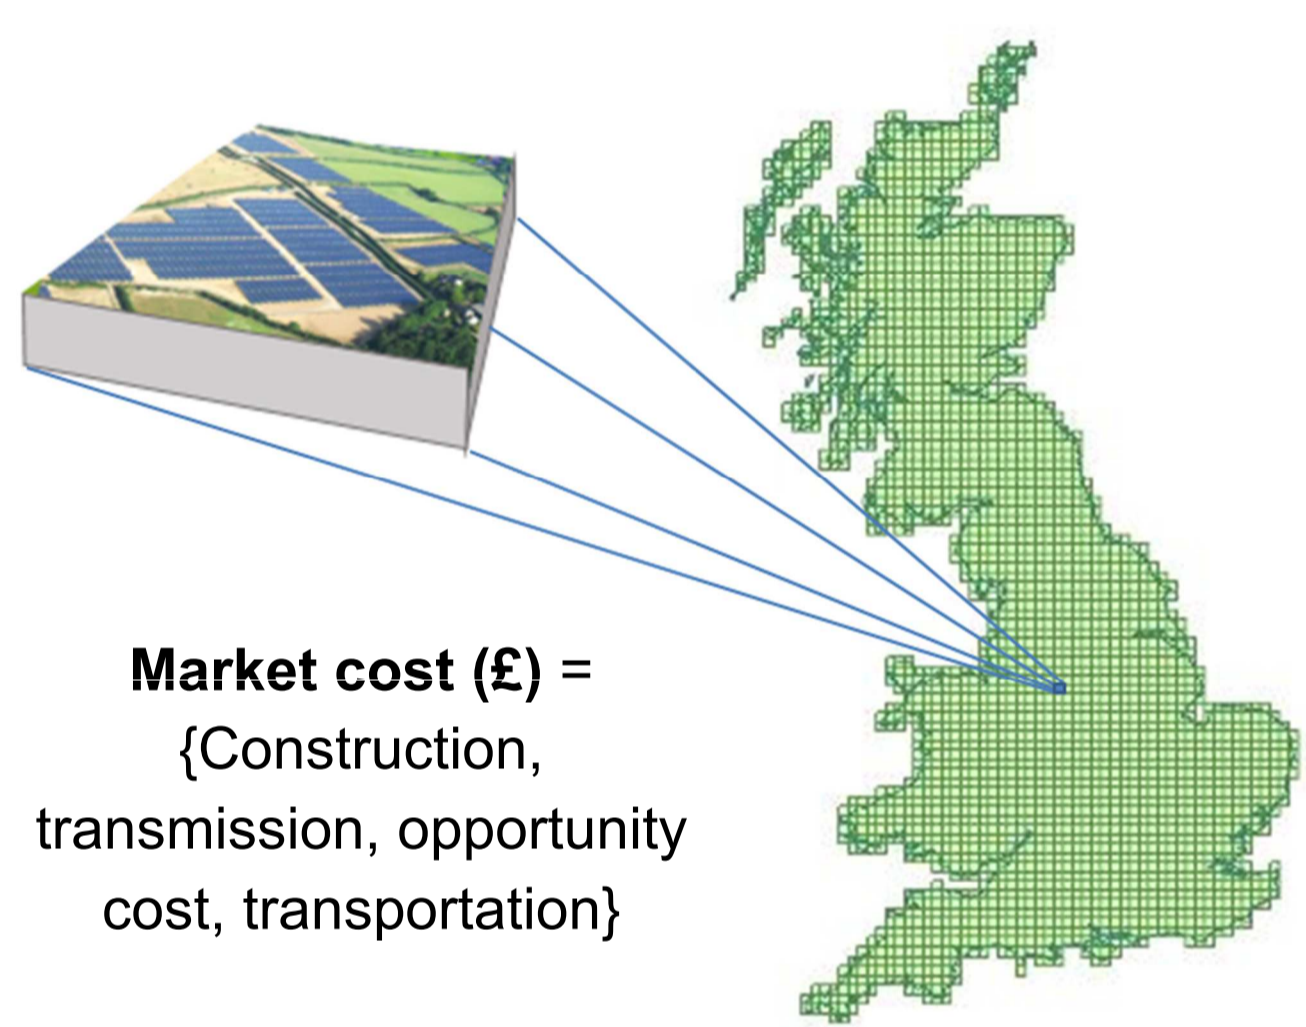 Market cost (£) =
{Construction,
transmission, opportunity
cost, transportation}